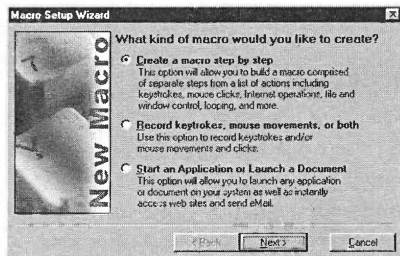 Macro Setup Wizard
New Macro
What kind of macro would you like to create?
Create a macro step by step
This option will allow you to build a macro comprised
of separate steps from a list of actions including
keystrokes, mouse clicks, Internet operations, file and
window control, looping, and more.
Record keytrokes, mouse movements, or both
Use this option to record keystrokes and/or
mouse movements and clicks.
Start an Application or Launch a Document
This option will allow you to launch any application
or document on your system as well as instantly
access web sites and send eMail.
< Back Next > Cancel